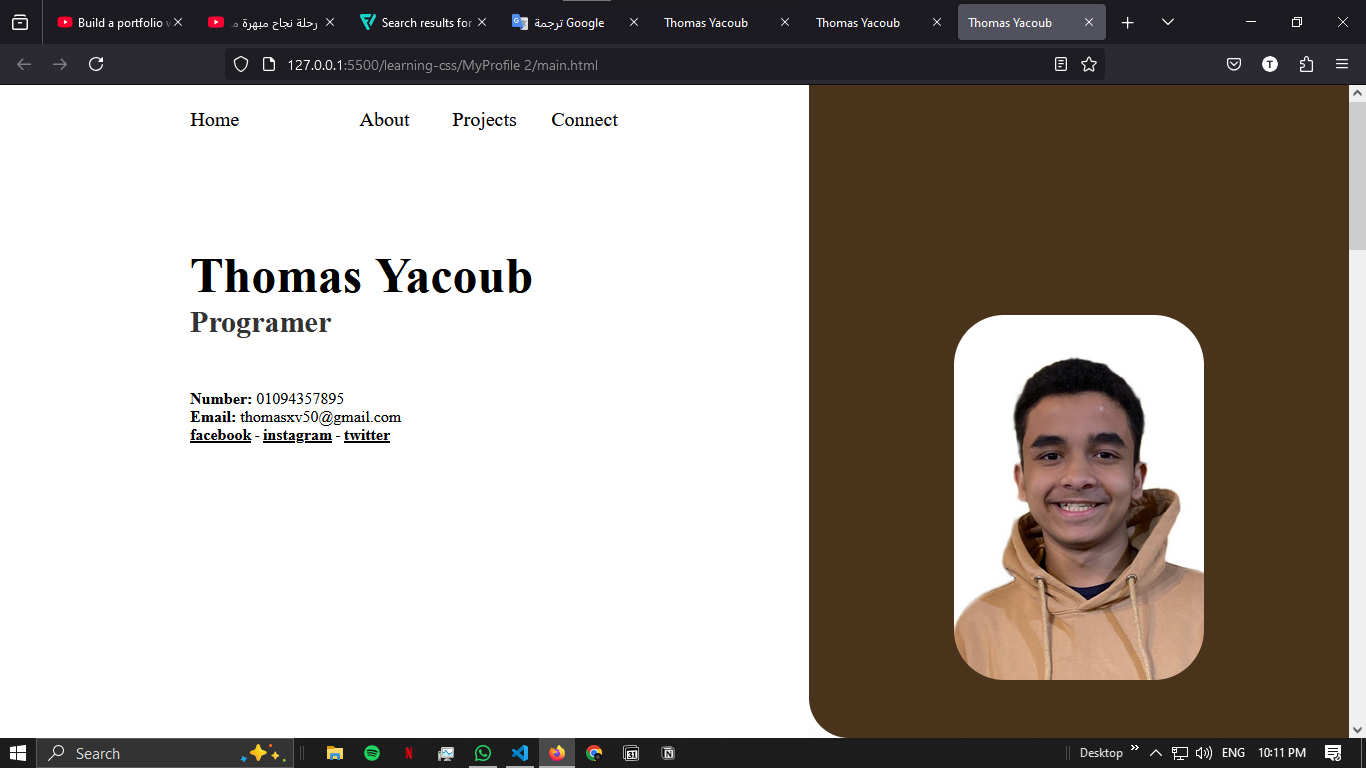 Build a portfolio w
رحلة نجاح مبهرة مـ
Search results for
ترجمة Google
Thomas Yacoub
Thomas Yacoub
Thomas Yacoub
127.0.0.1:5500/learning-css/MyProfile 2/main.html
T
Home About Projects Connect
Thomas Yacoub
Programer
Number: 01094357895
Email: thomasxv50@gmail.com
facebook - instagram - twitter
Search
N
31
N
Desktop
ENG
10:11 PM